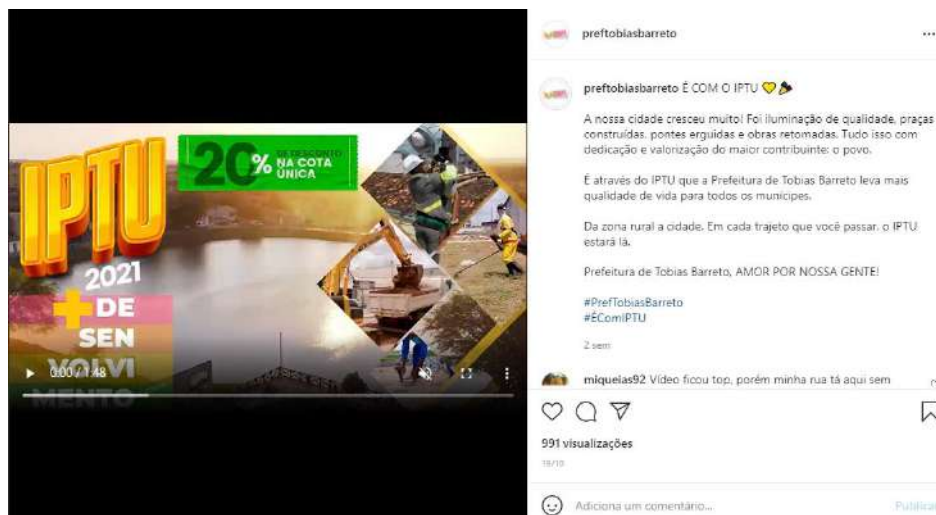 IPTU
2021
+ DE
SEN
VOLVI
MENTO
20% DE DESCONTO
NA COTA
ÚNICA
0:00 / 1:48
preftobiasbarreto
preftobiasbarreto É COM O IPTU 💛🎉
A nossa cidade cresceu muito! Foi iluminação de qualidade, praças
construídas, pontes erguidas e obras retomadas. Tudo isso com
dedicação e valorização do maior contribuinte: o povo.
É através do IPTU que a Prefeitura de Tobias Barreto leva mais
qualidade de vida para todos os munícipes.
Da zona rural a cidade. Em cada trajeto que você passar, o IPTU
estará lá.
Prefeitura de Tobias Barreto, AMOR POR NOSSA GENTE!
#PrefTobiasBarreto
#ÉComIPTU
2 sem
miqueias92 Vídeo ficou top, porém minha rua tá aqui sem
991 visualizações
19/10
Adiciona um comentário...
Publicar